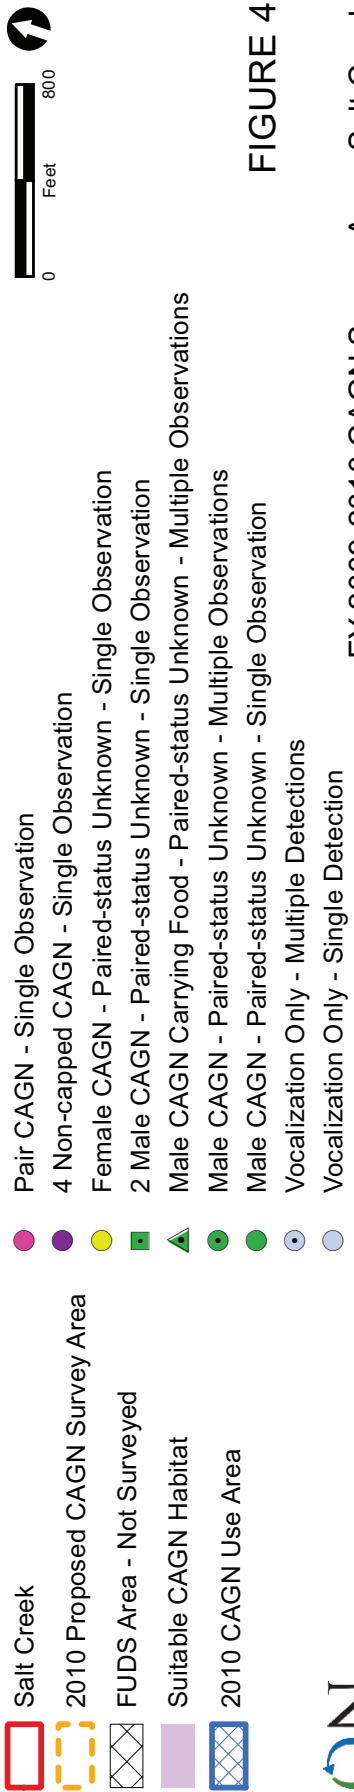 Salt Creek
2010 Proposed CAGN Survey Area
FUDS Area - Not Surveyed
Suitable CAGN Habitat
2010 CAGN Use Area
Pair CAGN - Single Observation
4 Non-capped CAGN - Single Observation
Female CAGN - Paired-status Unknown - Single Observation
2 Male CAGN - Paired-status Unknown - Single Observation
Male CAGN Carrying Food - Paired-status Unknown - Multiple Observations
Male CAGN - Paired-status Unknown - Multiple Observations
Male CAGN - Paired-status Unknown - Single Observation
Vocalization Only - Multiple Detections
Vocalization Only - Single Detection
0 800
Feet
FIGURE 4